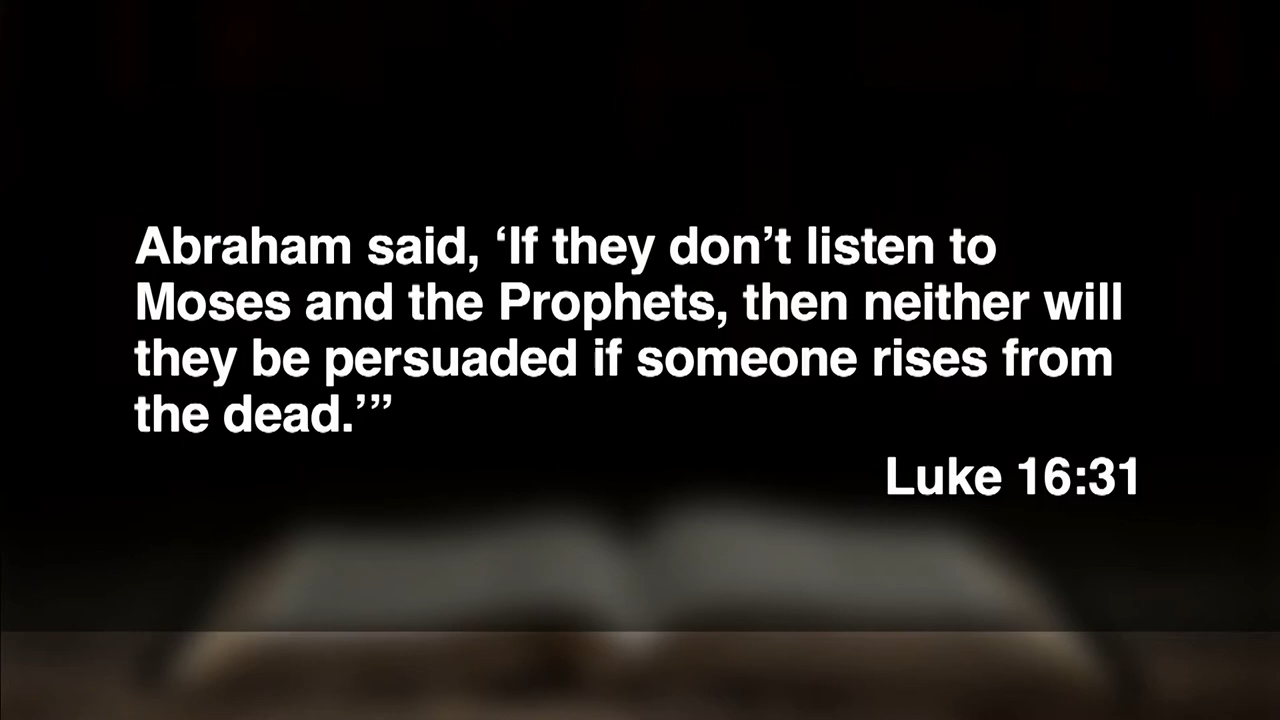 Abraham said, ‘If they don’t listen to
Moses and the Prophets, then neither will
they be persuaded if someone rises from
the dead.’”
Luke 16:31